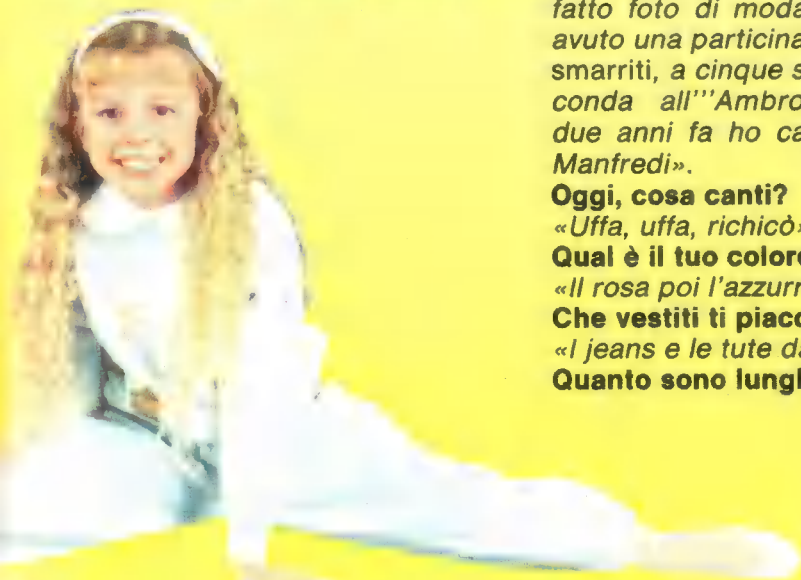 fatto foto di moda
avuto una particina
smarriti, a cinque s
conda all'"Ambro
due anni fa ho ca
Manfredi».
Oggi, cosa canti?
«Uffa, uffa, richicò»
Qual è il tuo colore
«Il rosa poi l'azzurr
Che vestiti ti piacc
«I jeans e le tute da
Quanto sono lungh